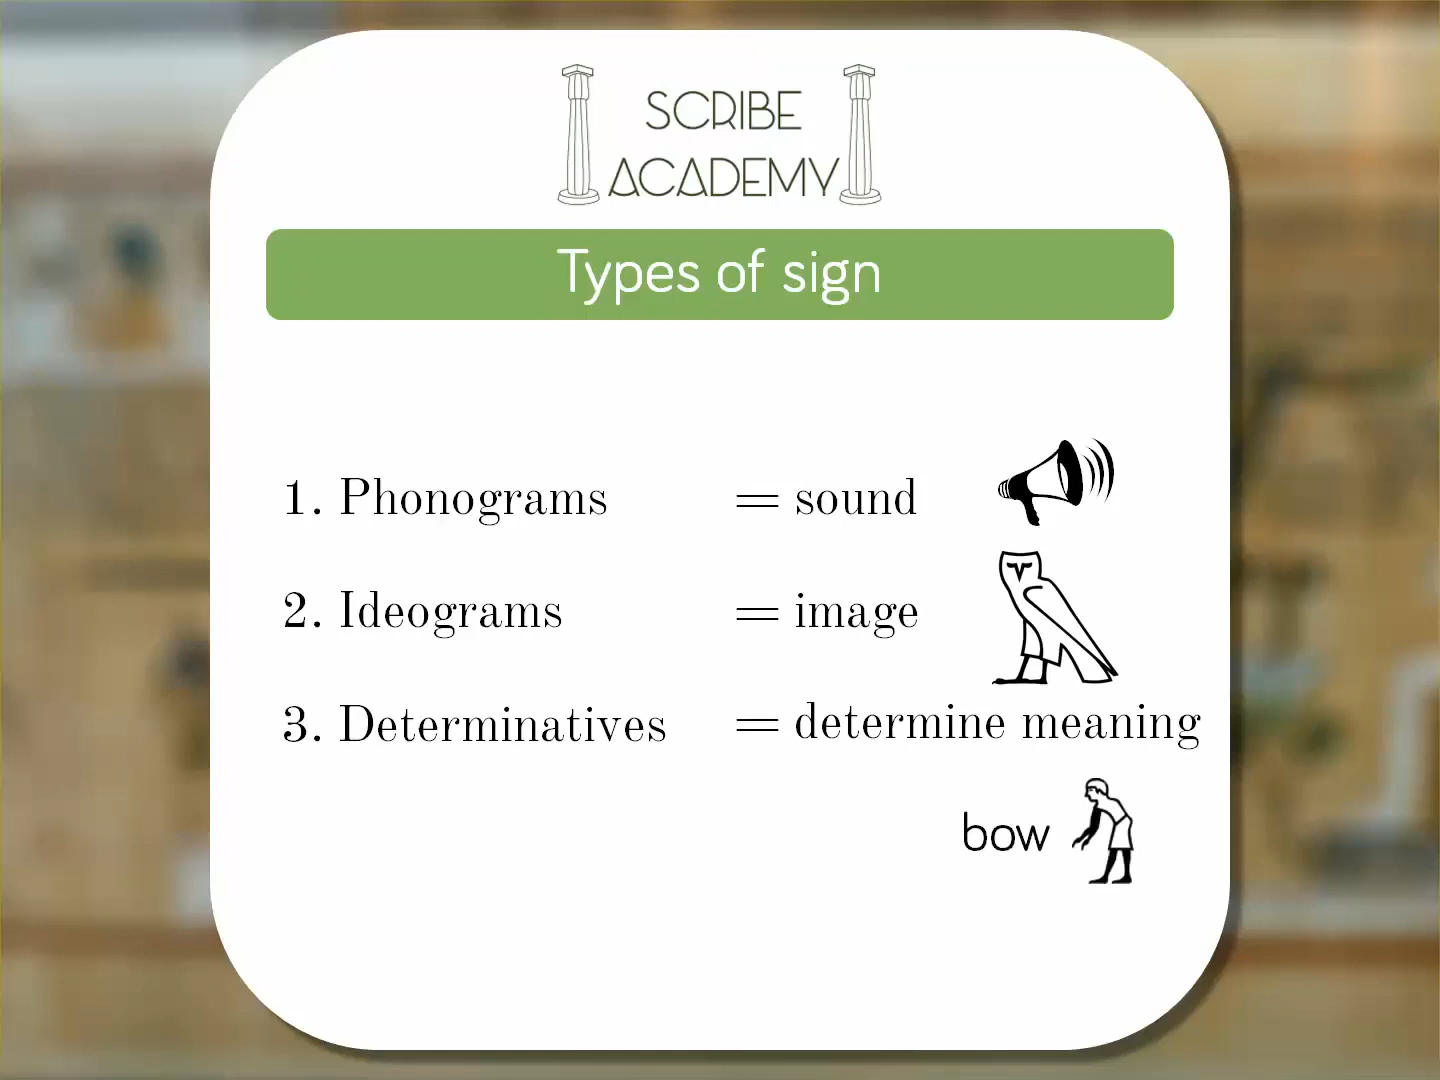 SCRIBE
ACADEMY
Types of sign
1. Phonograms = sound
2. Ideograms = image
3. Determinatives = determine meaning
bow